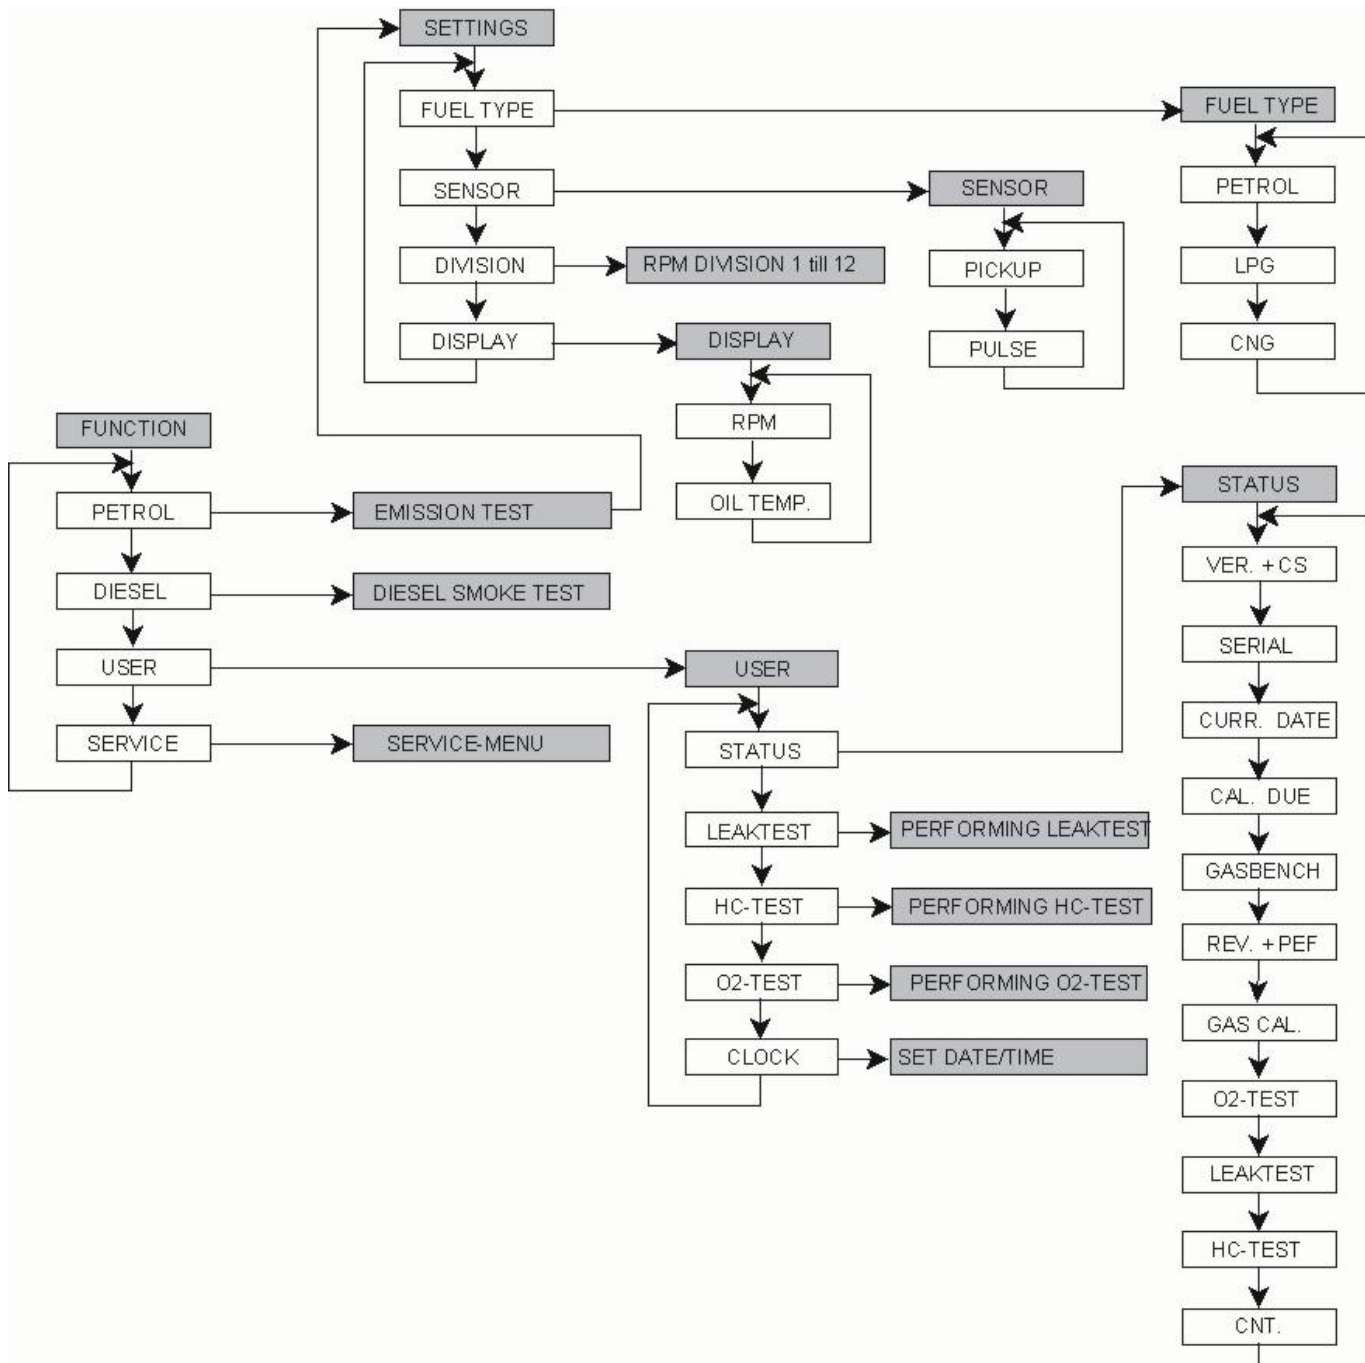 SETTINGS
FUEL TYPE
SENSOR
DIVISION
DISPLAY
RPM DIVISION 1 till 12
DISPLAY
RPM
OIL TEMP.
SENSOR
PICKUP
PULSE
FUEL TYPE
PETROL
LPG
CNG
FUNCTION
PETROL
DIESEL
USER
SERVICE
EMISSION TEST
DIESEL SMOKE TEST
SERVICE-MENU
USER
STATUS
LEAKTEST
HC-TEST
O2-TEST
CLOCK
PERFORMING LEAKTEST
PERFORMING HC-TEST
PERFORMING O2-TEST
SET DATE/TIME
STATUS
VER. +CS
SERIAL
CURR. DATE
CAL. DUE
GASBENCH
REV. +PEF
GAS CAL.
O2-TEST
LEAKTEST
HC-TEST
CNT.